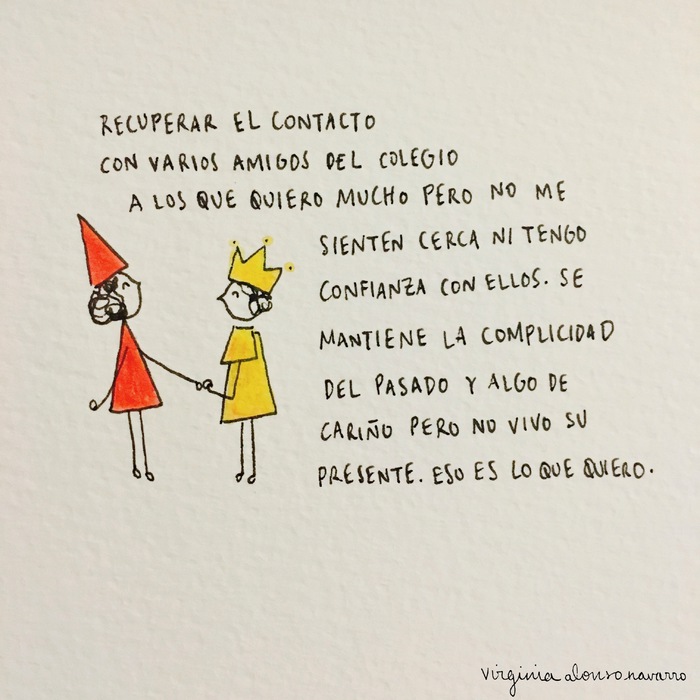 RECUPERAR EL CONTACTO
CON VARIOS AMIGOS DEL COLEGIO
A LOS QUE QUIERO MUCHO PERO NO ME
SIENTEN CERCA NI TENGO
CONFIANZA CON ELLOS. SE
MANTIENE LA COMPLICIDAD
DEL PASADO Y ALGO DE
CARIÑO PERO NO VIVO SU
PRESENTE. ESO ES LO QUE QUIERO.
virginia alonso navarro